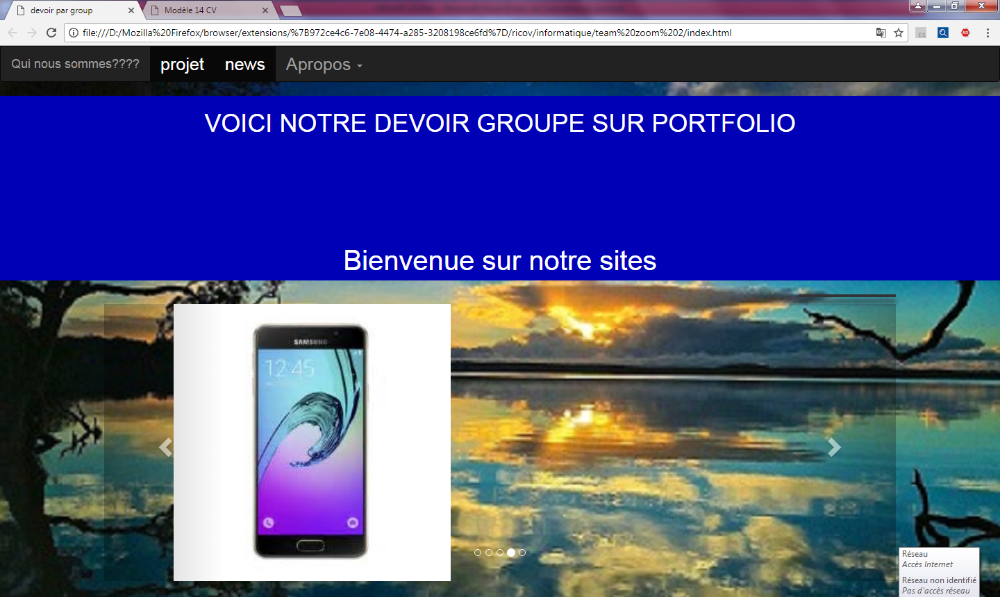 devoir par group
Modèle 14 CV
file:///D:/Mozilla%20Firefox/browser/extensions/%7B972ce4c6-7e08-4474-a285-3208198ce6fd%7D/ricov/informatique/team%20zoom%202/index.html
Qui nous sommes???? projet news Apropos
VOICI NOTRE DEVOIR GROUPE SUR PORTFOLIO
Bienvenue sur notre sites
SAMSUNG
12:45
Réseau
Accès Internet
Réseau non identifié
Pas d'accès réseau